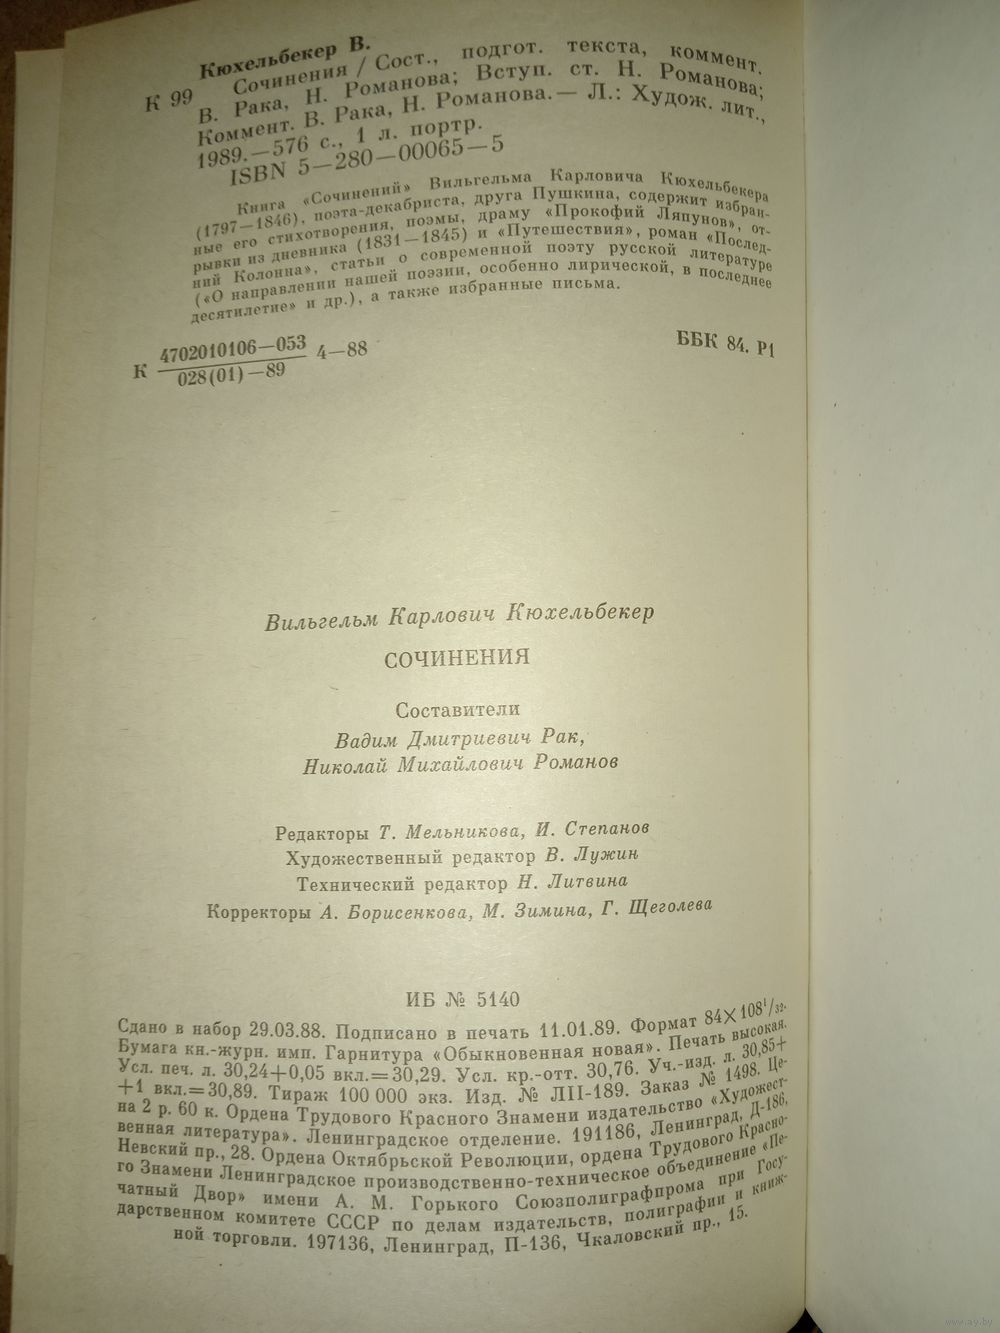 Кюхельбекер В.
К 99 Сочинения / Сост., подгот. текста, коммент.
В. Рака, Н. Романова; Вступ. ст. Н. Романова;
Коммент. В. Рака, Н. Романова. — Л.: Худож. лит.,
1989. — 576 с., 1 л. портр.
ISBN 5—280—00065—5
Книга «Сочинений» Вильгельма Карловича Кюхельбекера
(1797—1846), поэта-декабриста, друга Пушкина, содержит избран-
ные его стихотворения, поэмы, драму «Прокофий Ляпунов», от-
рывки из дневника (1831—1845) и «Путешествия», роман «Послед-
ний Колонна», статьи о современной поэту русской литературе
(«О направлении нашей поэзии, особенно лирической, в последнее
десятилетие» и др.), а также избранные письма.
К 4702010106—053 4—88 ББК 84. Р1
028(01)—89
Вильгельм Карлович Кюхельбекер
СОЧИНЕНИЯ
Составители
Вадим Дмитриевич Рак,
Николай Михайлович Романов
Редакторы Т. Мельникова, И. Степанов
Художественный редактор В. Лужин
Технический редактор Н. Литвина
Корректоры А. Борисенкова, М. Зимина, Г. Щеголева
ИБ № 5140
Сдано в набор 29.03.88. Подписано в печать 11.01.89. Формат 84×108¹/₃₂.
Бумага кн.-журн. имп. Гарнитура «Обыкновенная новая». Печать высокая.
Усл. печ. л. 30,24+0,05 вкл.=30,29. Усл. кр.-отт. 30,76. Уч.-изд. л. 30,85+
+1 вкл.=30,89. Тираж 100 000 экз. Изд. № ЛII-189. Заказ № 1498. Це-
на 2 р. 60 к. Ордена Трудового Красного Знамени издательство «Художест-
венная литература». Ленинградское отделение. 191186, Ленинград, Д-186,
Невский пр., 28. Ордена Октябрьской Революции, ордена Трудового Красно-
го Знамени Ленинградское производственно-техническое объединение «Пе-
чатный Двор» имени А. М. Горького Союзполиграфпрома при Госу-
дарственном комитете СССР по делам издательств, полиграфии и книж-
ной торговли. 197136, Ленинград, П-136, Чкаловский пр., 15.
www.ay.by